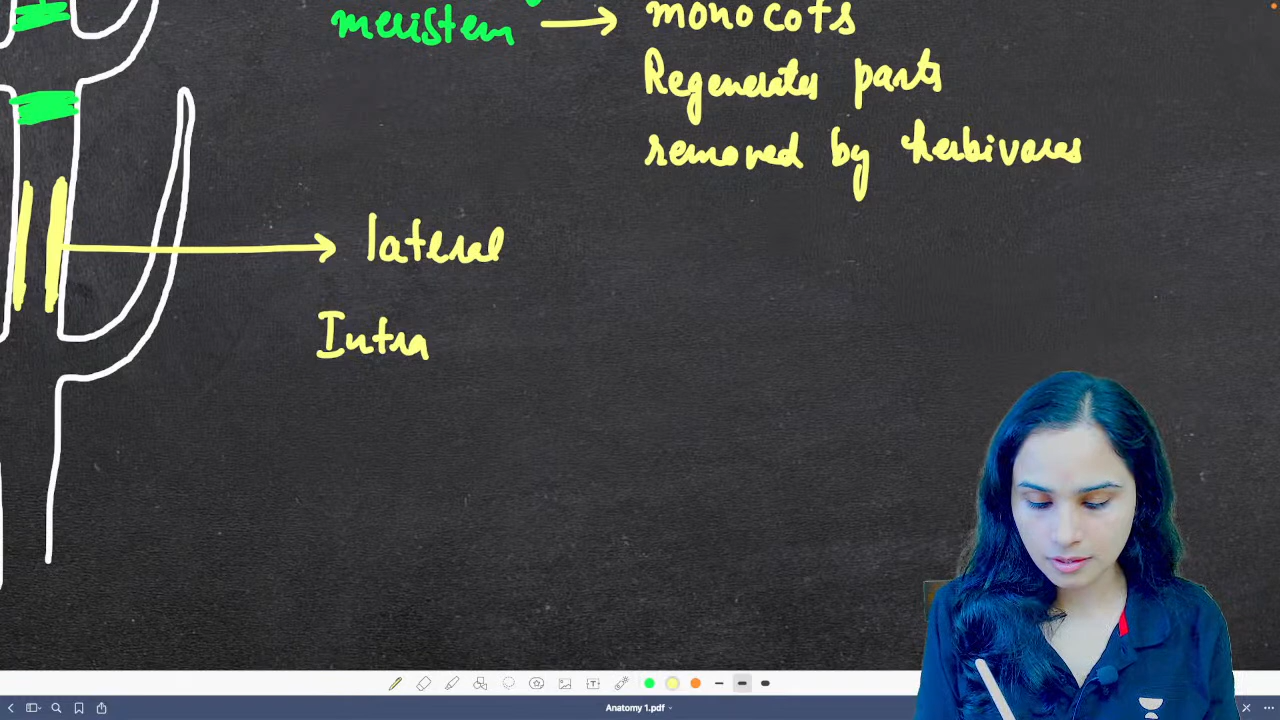 meristem → monocots
Regenerates parts
removed by herbivores
lateral
Intra
Anatomy 1.pdf